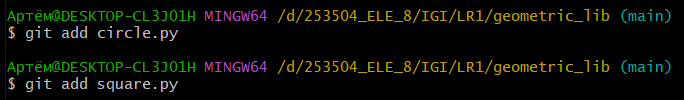 Артём@DESKTOP-CL3JO1H MINGW64 /d/253504_ELE_8/IGI/LR1/geometric_lib (main)
$ git add circle.py
Артём@DESKTOP-CL3JO1H MINGW64 /d/253504_ELE_8/IGI/LR1/geometric_lib (main)
$ git add square.py